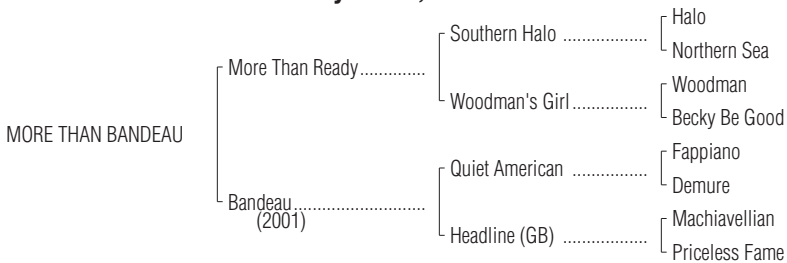 Halo
Southern Halo ..................
Northern Sea
More Than Ready..............
Woodman
Woodman's Girl................
Becky Be Good
MORE THAN BANDEAU
Fappiano
Quiet American ................
Demure
Bandeau............................
(2001)
Machiavellian
Headline (GB) ..................
Priceless Fame